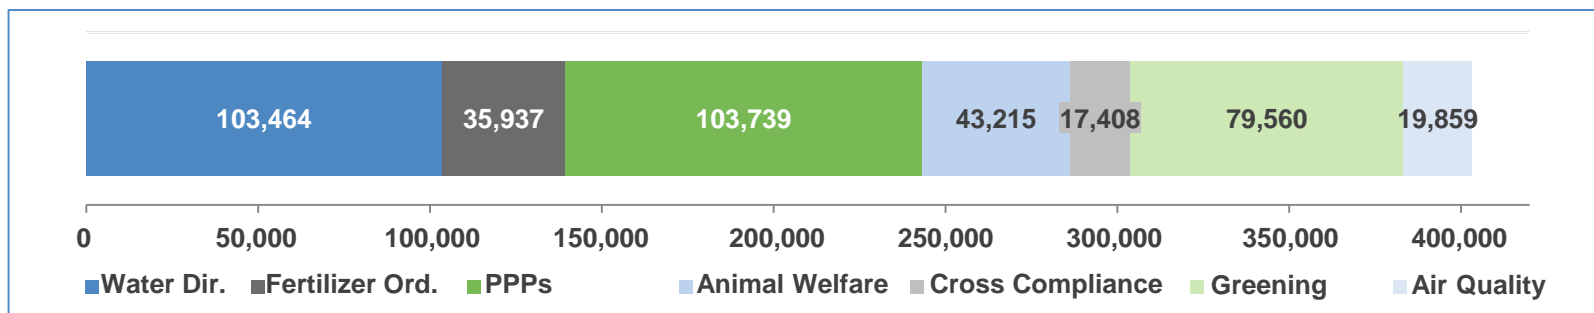 103,464 35,937 103,739 43,215 17,408 79,560 19,859
0 50,000 100,000 150,000 200,000 250,000 300,000 350,000 400,000
Water Dir. Fertilizer Ord. PPPs Animal Welfare Cross Compliance Greening Air Quality